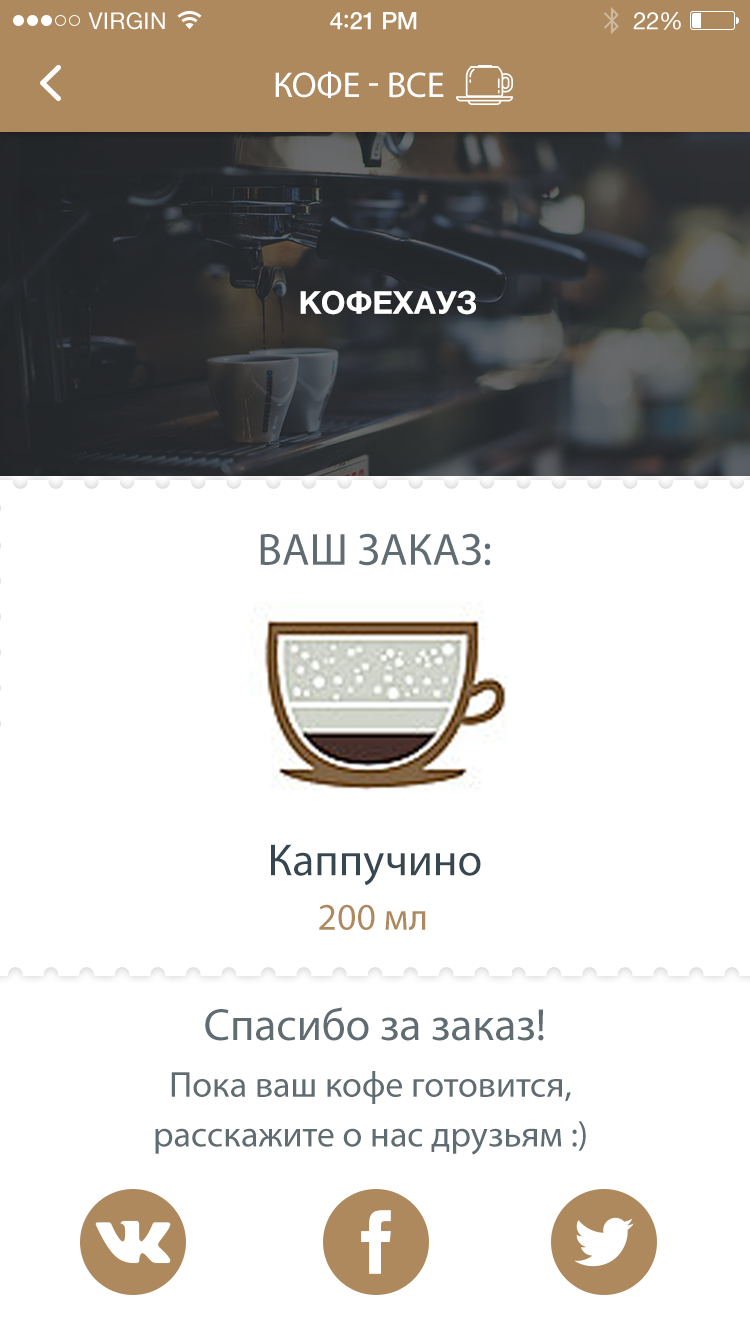 VIRGIN 4:21 PM 22%
КОФЕ - ВСЕ
КОФЕХАУЗ
ВАШ ЗАКАЗ:
Каппучино
200 мл
Спасибо за заказ!
Пока ваш кофе готовится,
расскажите о нас друзьям :)